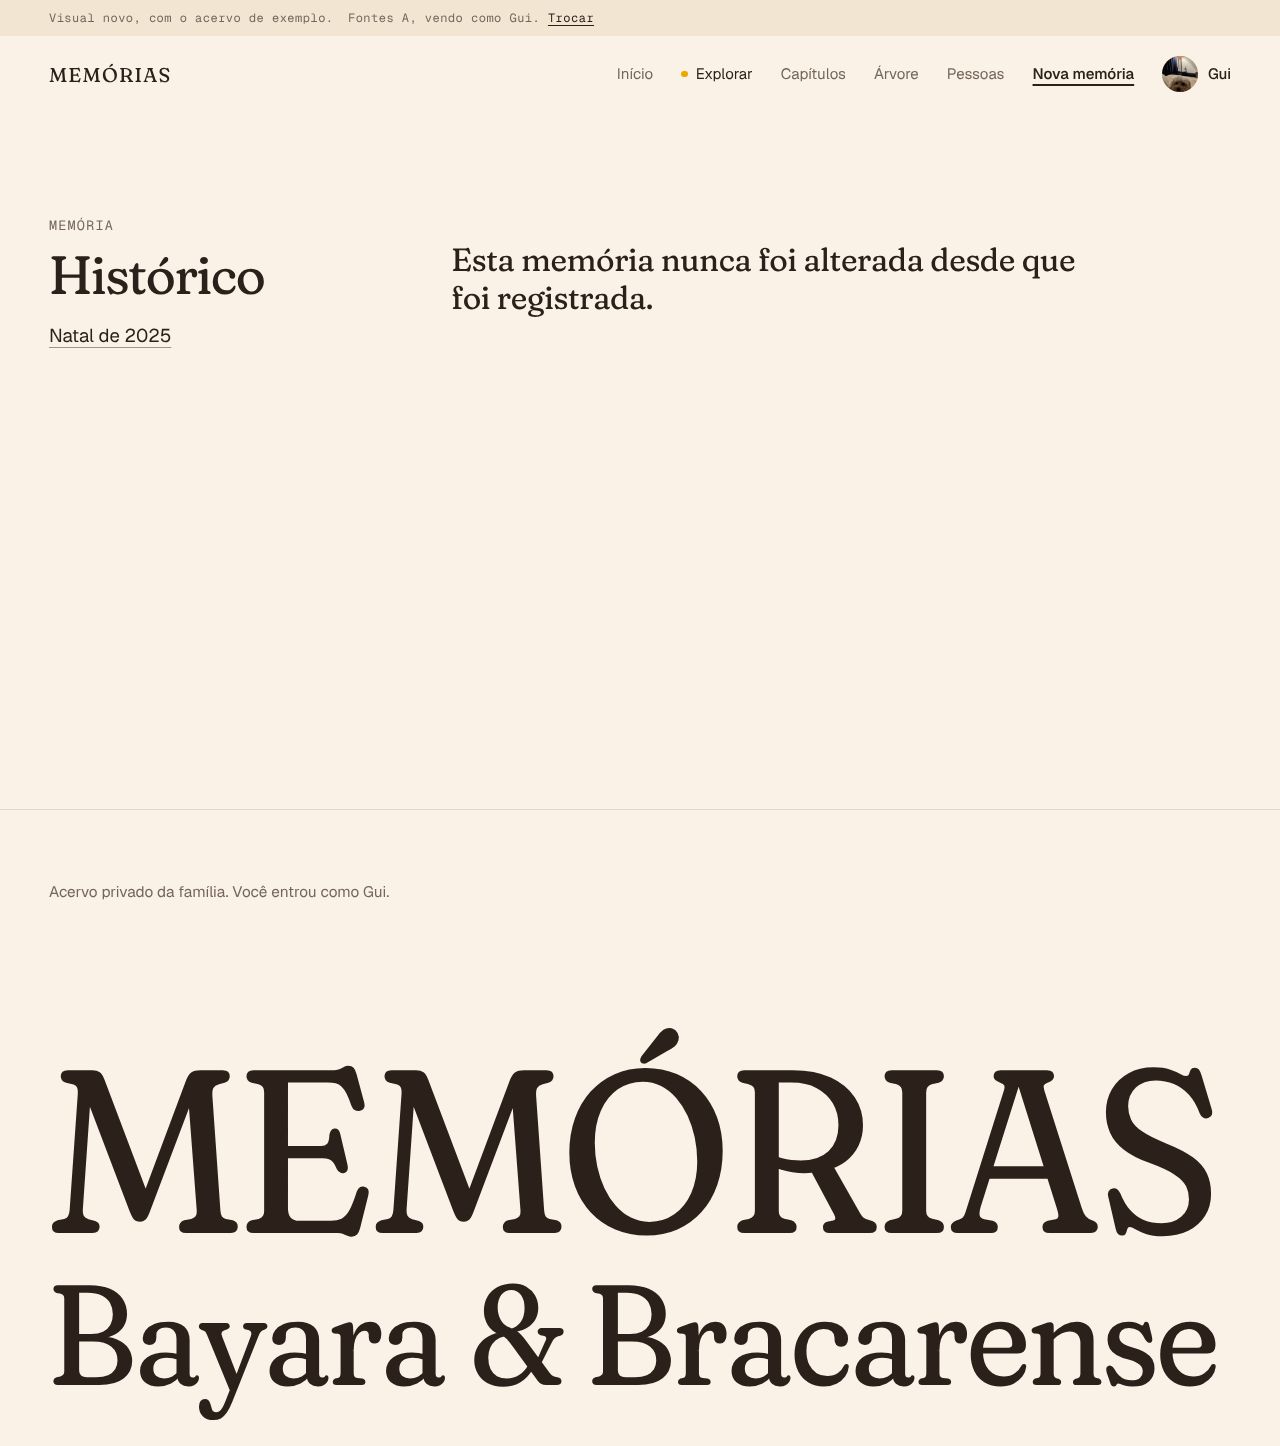 Visual novo, com o acervo de exemplo. Fontes A, vendo como Gui. Trocar
MEMÓRIAS
Início
Explorar
Capítulos
Árvore
Pessoas
Nova memória
Gui
MEMÓRIA
Histórico
Natal de 2025
Esta memória nunca foi alterada desde que
foi registrada.
Acervo privado da família. Você entrou como Gui.
MEMÓRIAS
Bayara & Bracarense